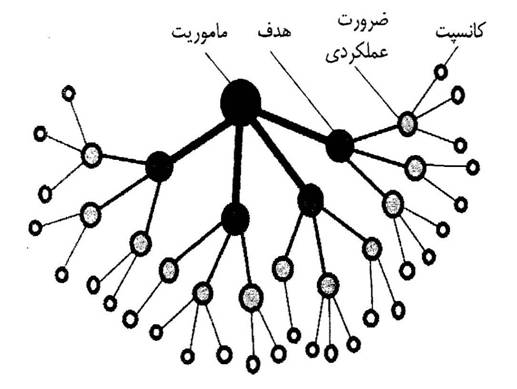 ماموریت
هدف
ضرورت
عملکردی
کانسپت